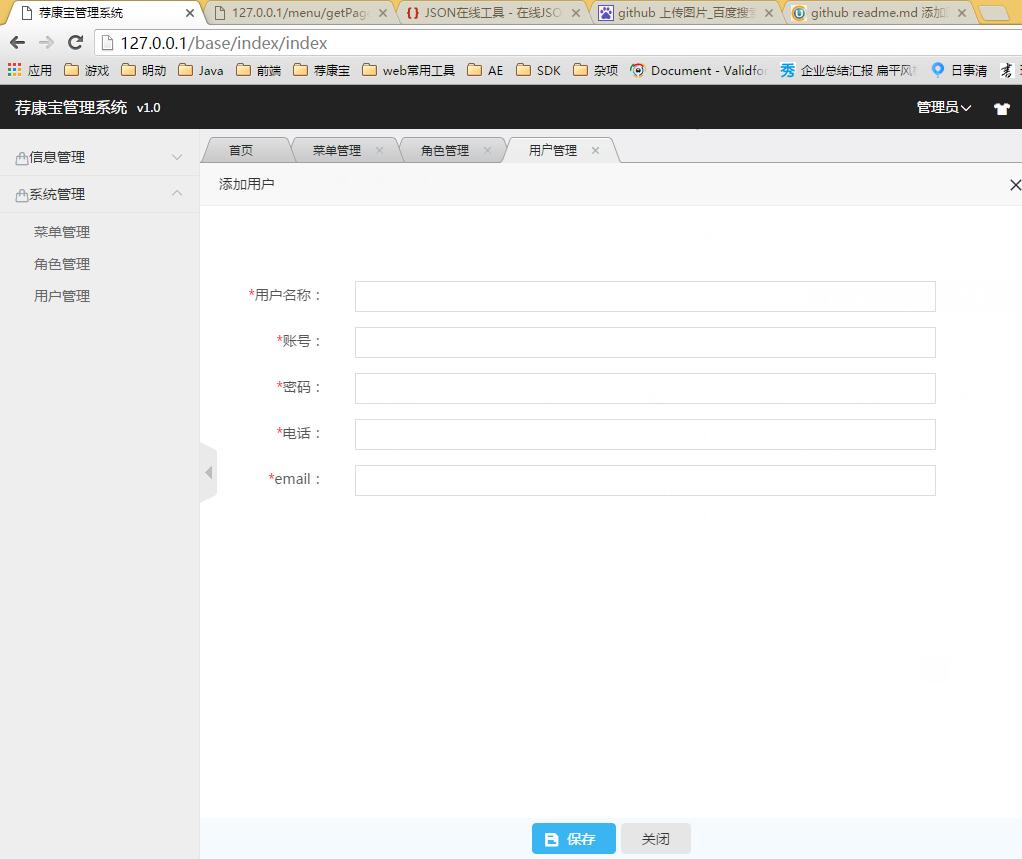 荐康宝管理系统 127.0.0.1/menu/getPage JSON在线工具 - 在线JSO github 上传图片_百度搜索 github readme.md 添加
127.0.0.1/base/index/index
应用 游戏 明动 Java 前端 荐康宝 web常用工具 AE SDK 杂项 Document - Validfo 企业总结汇报 扁平风 日事清
荐康宝管理系统 v1.0 管理员
首页 菜单管理 角色管理 用户管理
信息管理
系统管理
菜单管理
角色管理
用户管理
添加用户
*用户名称：
*账号：
*密码：
*电话：
*email：
保存 关闭